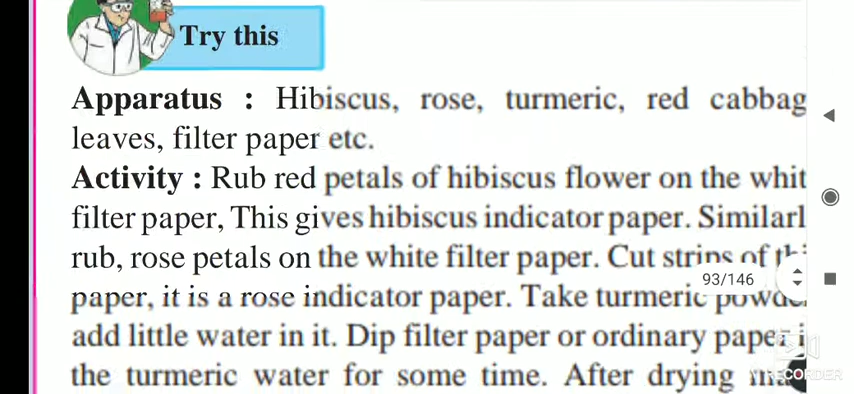 Try this
Apparatus : Hibiscus, rose, turmeric, red cabbag
leaves, filter paper etc.
Activity : Rub red petals of hibiscus flower on the whit
filter paper, This gives hibiscus indicator paper. Similarl
rub, rose petals on the white filter paper. Cut strips of thi
93/146
paper, it is a rose indicator paper. Take turmeric powde
add little water in it. Dip filter paper or ordinary paper i
the turmeric water for some time. After drying
RECORDER